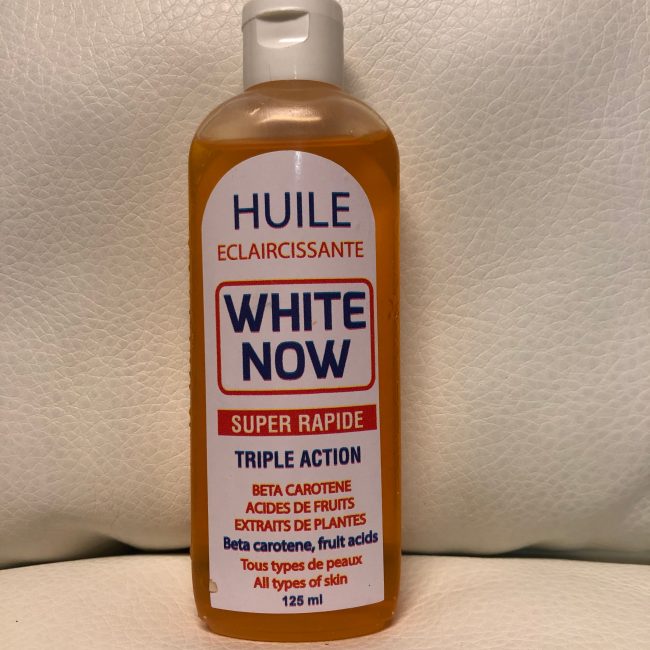 HUILE
ECLAIRCISSANTE
WHITE
NOW
SUPER RAPIDE
TRIPLE ACTION
BETA CAROTENE
ACIDES DE FRUITS
EXTRAITS DE PLANTES
Beta carotene, fruit acids
Tous types de peaux
All types of skin
125 ml